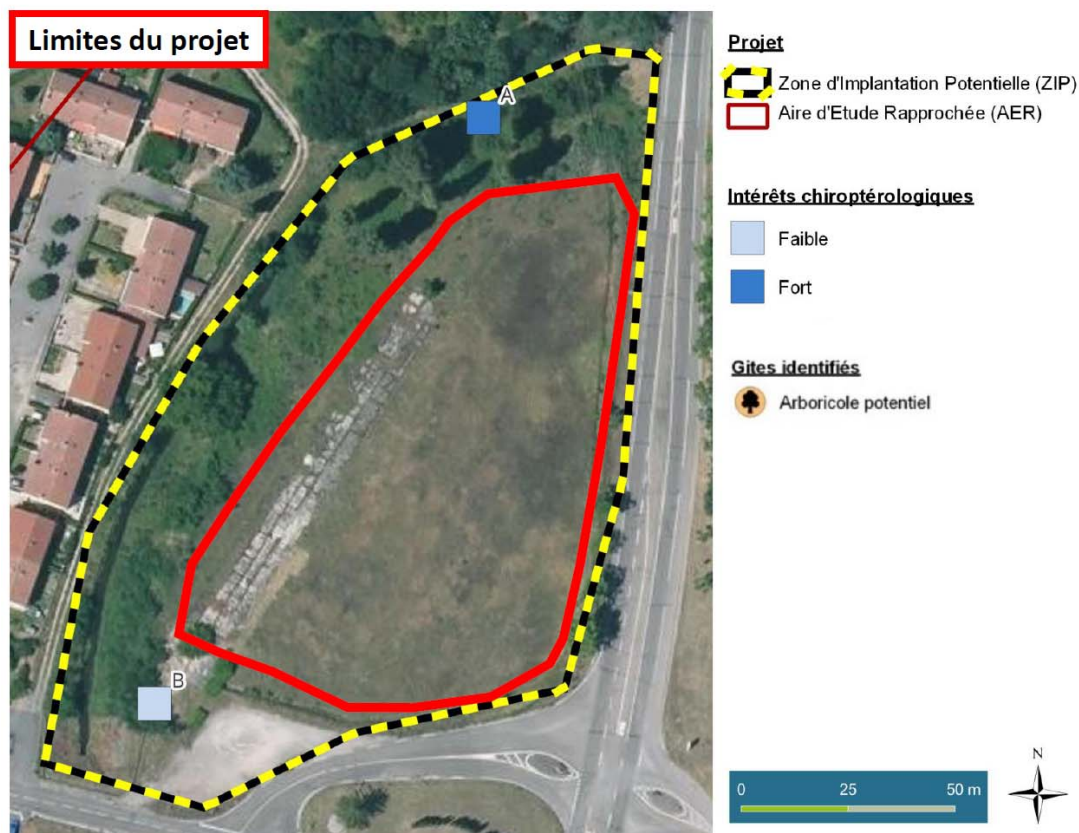 Limites du projet
A
B
Projet
Zone d'Implantation Potentielle (ZIP)
Aire d'Etude Rapprochée (AER)
Intérêts chiroptérologiques
Faible
Fort
Gites identifiés
Arboricole potentiel
0 25 50 m
N